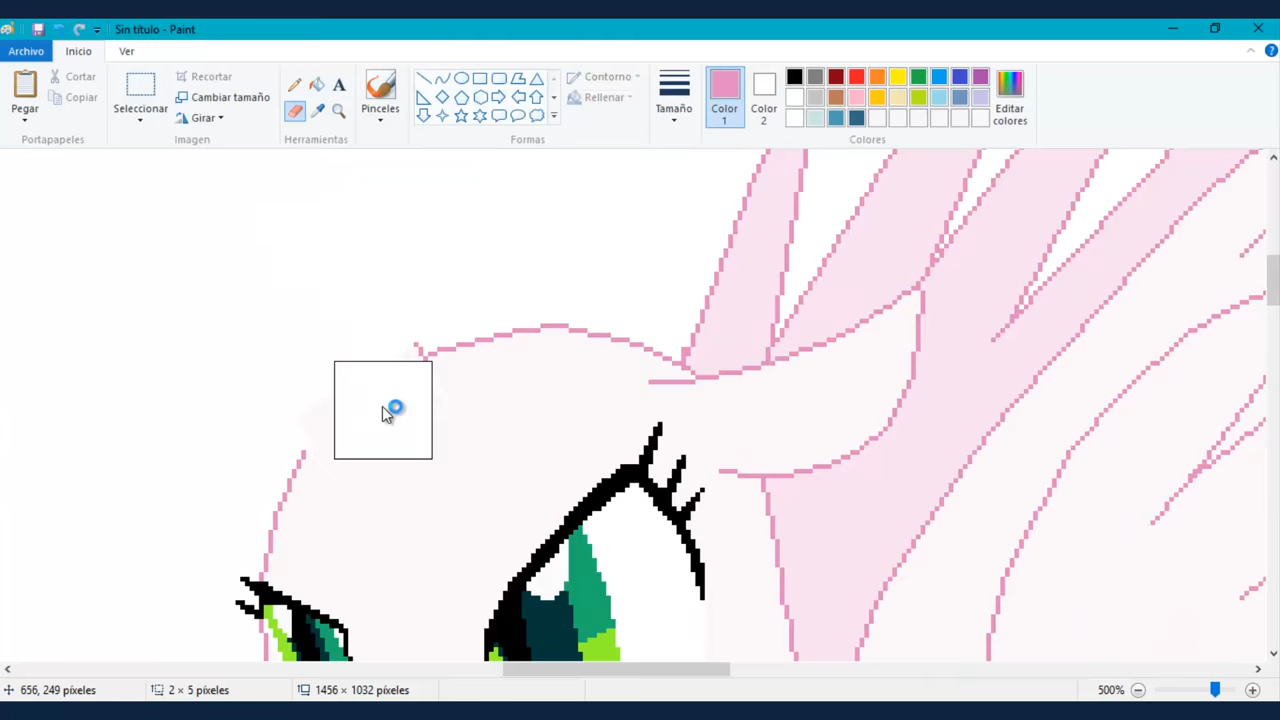 Sin título - Paint
Archivo Inicio Ver
Pegar
Cortar
Copiar
Portapapeles
Seleccionar
Recortar
Cambiar tamaño
Girar
Imagen
A
Herramientas
Pinceles
Contorno
Rellenar
Formas
Tamaño
Color 1
Color 2
Editar colores
Colores
656, 249 píxeles
2 × 5 píxeles
1456 × 1032 píxeles
500%